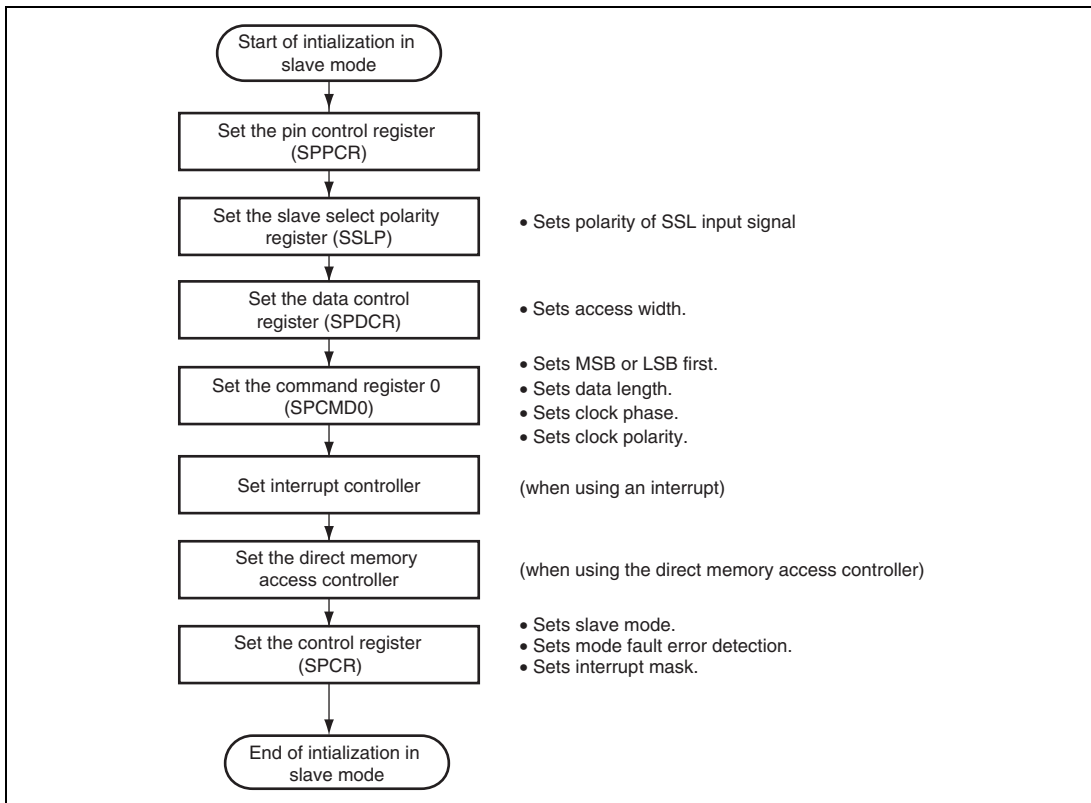 Start of intialization in
slave mode
Set the pin control register
(SPPCR)
Set the slave select polarity
register (SSLP)
• Sets polarity of SSL input signal
Set the data control
register (SPDCR)
• Sets access width.
Set the command register 0
(SPCMD0)
• Sets MSB or LSB first.
• Sets data length.
• Sets clock phase.
• Sets clock polarity.
Set interrupt controller
(when using an interrupt)
Set the direct memory
access controller
(when using the direct memory access controller)
Set the control register
(SPCR)
• Sets slave mode.
• Sets mode fault error detection.
• Sets interrupt mask.
End of intialization in
slave mode